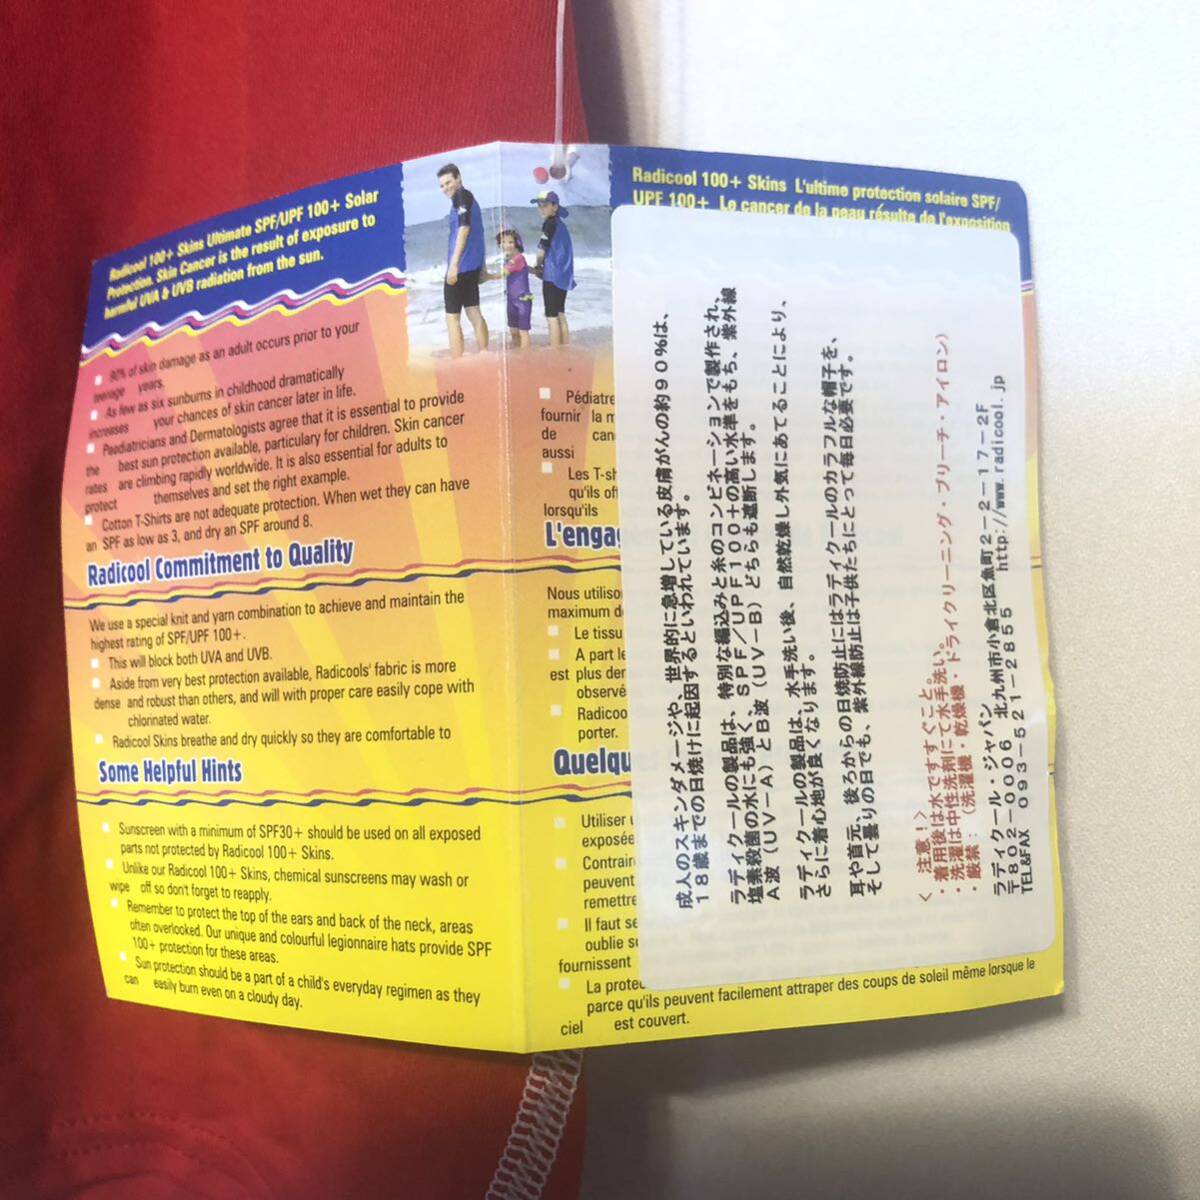 Radicool 100+ Skins Ultimate SPF/UPF 100+ Solar
Protection. Skin Cancer is the result of exposure to
harmful UVA & UVB radiation from the sun.
80% of skin damage as an adult occurs prior to your
teenage years.
As few as six sunburns in childhood dramatically
increases your chances of skin cancer later in life.
Paediatricians and Dermatologists agree that it is essential to provide
the best sun protection available, particulary for children. Skin cancer
rates are climbing rapidly worldwide. It is also essential for adults to
protect themselves and set the right example.
Cotton T-Shirts are not adequate protection. When wet they can have
an SPF as low as 3, and dry an SPF around 8.
Radicool Commitment to Quality
We use a special knit and yarn combination to achieve and maintain the
highest rating of SPF/UPF 100+.
This will block both UVA and UVB.
Aside from very best protection available, Radicools' fabric is more
dense and robust than others, and will with proper care easily cope with
chlorinated water.
Radicool Skins breathe and dry quickly so they are comfortable to
Some Helpful Hints
Sunscreen with a minimum of SPF30+ should be used on all exposed
parts not protected by Radicool 100+ Skins.
Unlike our Radicool 100+ Skins, chemical sunscreens may wash or
wipe off so don't forget to reapply.
Remember to protect the top of the ears and back of the neck, areas
often overlooked. Our unique and colourful legionnaire hats provide SPF
100+ protection for these areas.
Sun protection should be a part of a child's everyday regimen as they
can easily burn even on a cloudy day.
Radicool 100+ Skins L'ultime protection solaire SPF/
UPF 100+ Le cancer de la peau résulte de l'exposition
Pédiatre
fournir la m
de can
aussi
Les T-sh
qu'ils off
lorsqu'ils
L'engag
Nous utiliso
maximum d
Le tissu
A part le
est plus der
observé
Radicoo
porter.
Quelqu
Utiliser
exposée
Contrair
peuvent
remettre
Il faut se
oublie so
fournissent
La protec
parce qu'ils peuvent facilement attraper des coups de soleil même lorsque le
ciel est couvert.
成人のスキンダメージや、世界的に急増している皮膚がんの約90%は、
18歳までの日焼けに起因するといわれています。
ラディクールの製品は、特別な編込みと糸のコンビネーションで製作され、
塩素殺菌の水にも強く、SPF/UPF100+の高い水準をもち、紫外線
A波(UV-A)とB波(UV-B)どちらも遮断します。
ラディクールの製品は、水手洗い後、自然乾燥し外気にあてることにより、
さらに着心地が良くなります。
耳や首元、後ろからの日焼防止にはラディクールのカラフルな帽子を、
そして曇りの日でも、紫外線防止は子供たちにとって毎日必要です。
<注意!>
・着用後は水ですすぐこと。
・洗濯は中性洗剤にて水手洗い。
・厳禁:(洗濯機・乾燥機・ドライクリーニング・ブリーチ・アイロン)
ラディクール・ジャパン
〒802-0006 北九州市小倉北区魚町2-2-17-2F
TEL&FAX 093-521-2855 http://www.radicool.jp